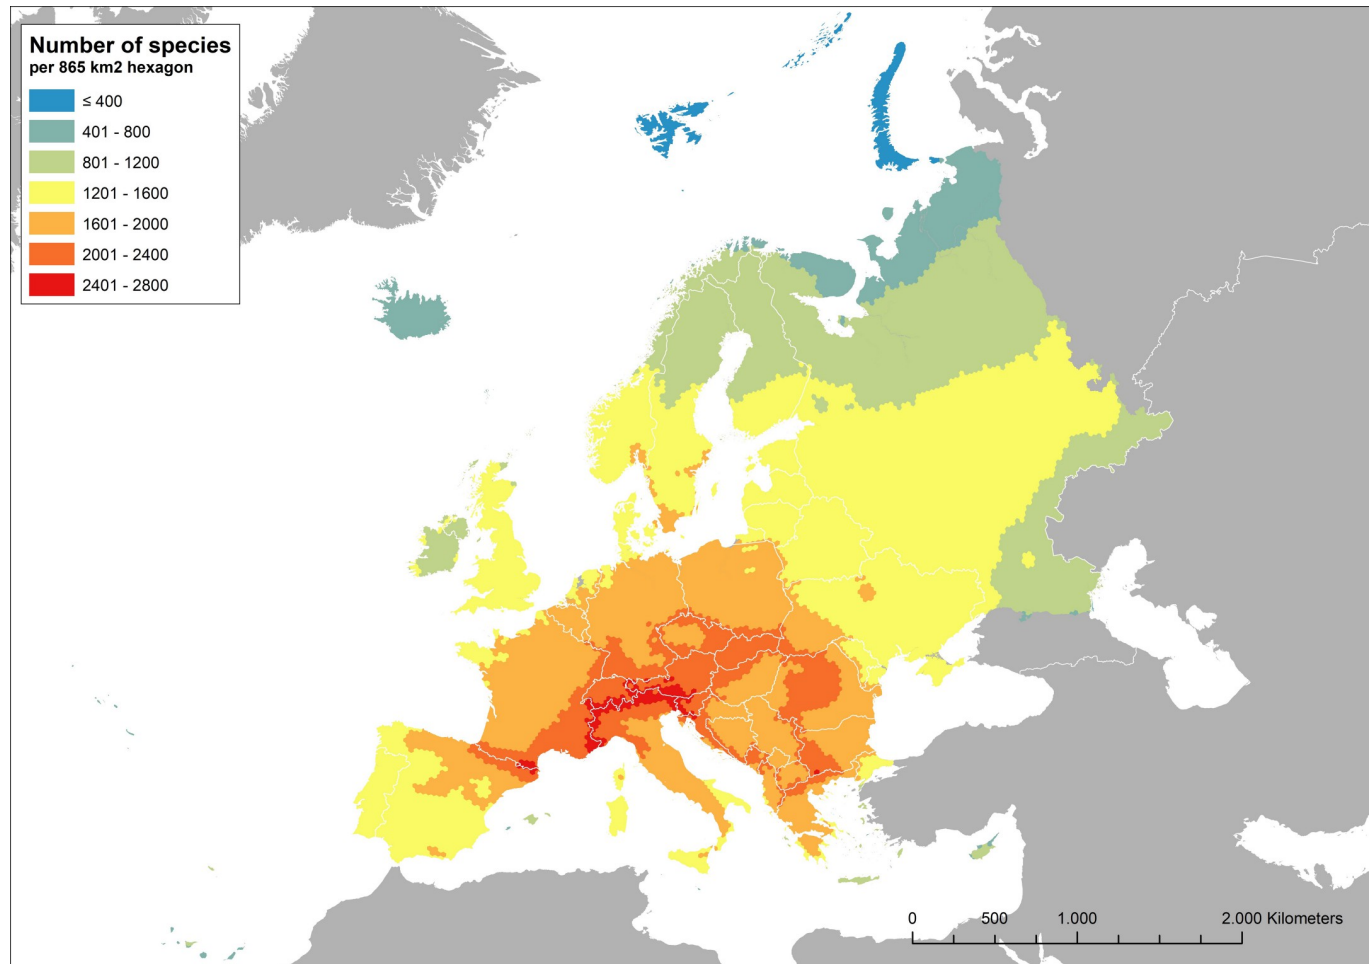 Number of species
per 865 km2 hexagon
≤ 400
401 - 800
801 - 1200
1201 - 1600
1601 - 2000
2001 - 2400
2401 - 2800
0 500 1.000 2.000 Kilometers